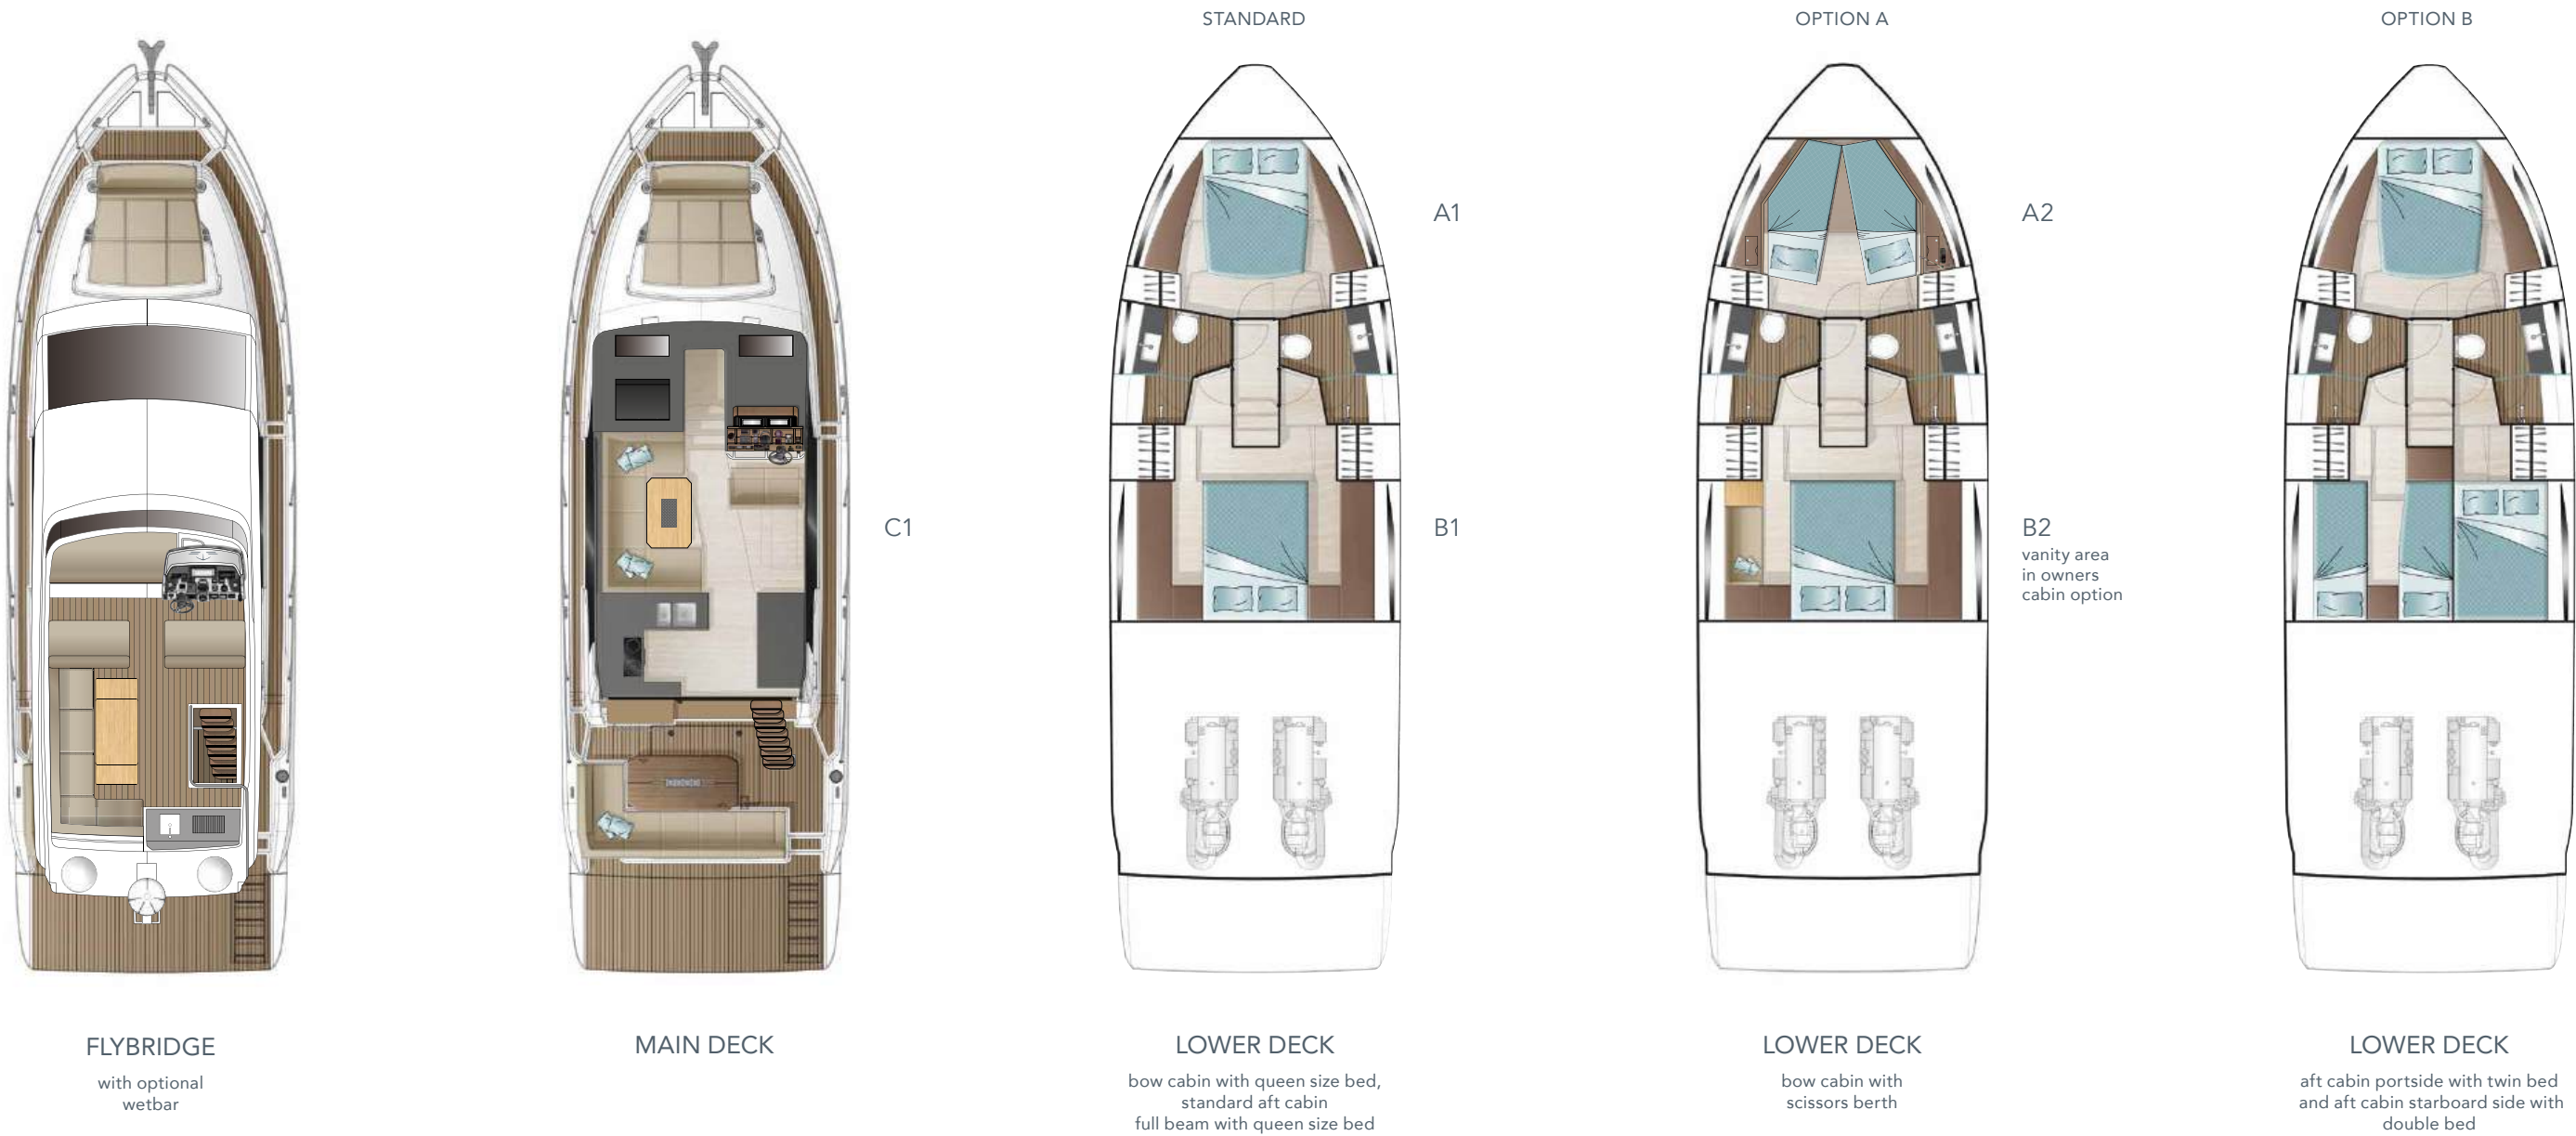 STANDARD
OPTION A
OPTION B
A1
A2
C1
B1
B2
vanity area
in owners
cabin option
FLYBRIDGE
with optional
wetbar
MAIN DECK
LOWER DECK
bow cabin with queen size bed,
standard aft cabin
full beam with queen size bed
LOWER DECK
bow cabin with
scissors berth
LOWER DECK
aft cabin portside with twin bed
and aft cabin starboard side with
double bed